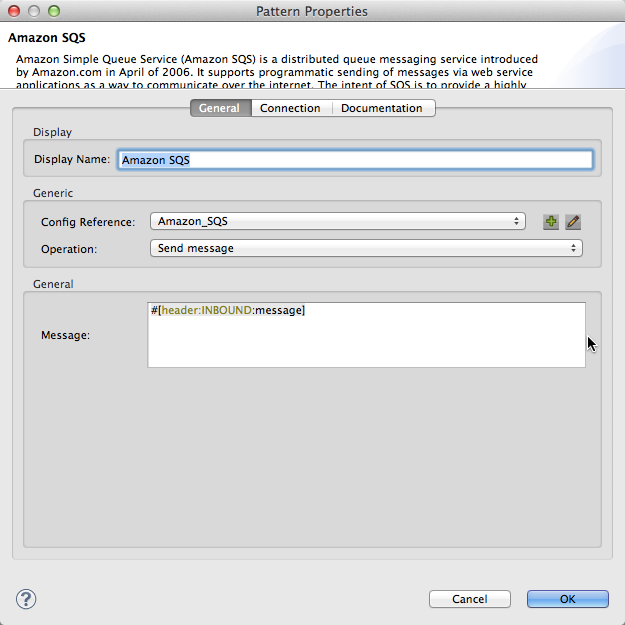 Pattern Properties
Amazon SQS
Amazon Simple Queue Service (Amazon SQS) is a distributed queue messaging service introduced
by Amazon.com in April of 2006. It supports programmatic sending of messages via web service
applications as a way to communicate over the internet. The intent of SQS is to provide a highly
General Connection Documentation
Display
Display Name: Amazon SQS
Generic
Config Reference: Amazon_SQS
Operation: Send message
General
#[header:INBOUND:message]
Message:
? Cancel OK